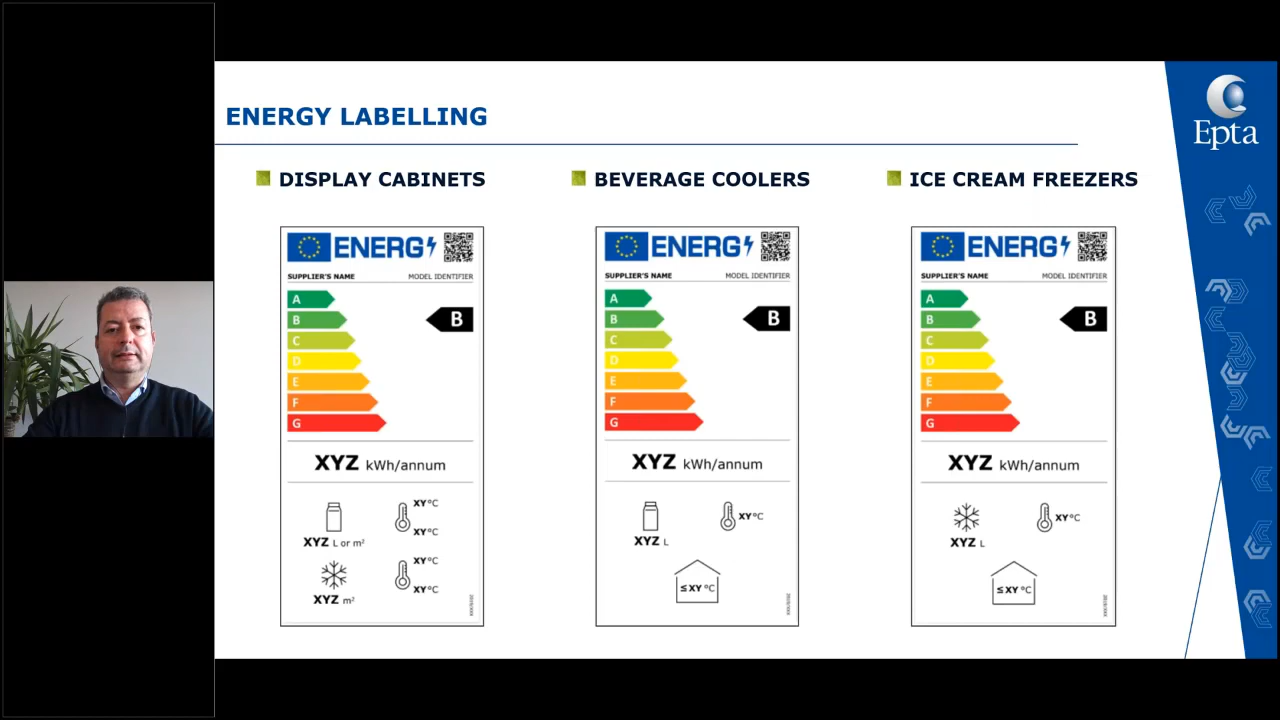 ENERGY LABELLING
Epta
DISPLAY CABINETS
ENERG
SUPPLIER'S NAME MODEL IDENTIFIER
A
B
B
C
D
E
F
G
XYZ kWh/annum
XY°C
XY°C
XYZ L or m²
XY°C
XY°C
XYZ m²
BEVERAGE COOLERS
ENERG
SUPPLIER'S NAME MODEL IDENTIFIER
A
B
B
C
D
E
F
G
XYZ kWh/annum
XY°C
XYZ L
≤ XY °C
ICE CREAM FREEZERS
ENERG
SUPPLIER'S NAME MODEL IDENTIFIER
A
B
B
C
D
E
F
G
XYZ kWh/annum
XY°C
XYZ L
≤ XY °C